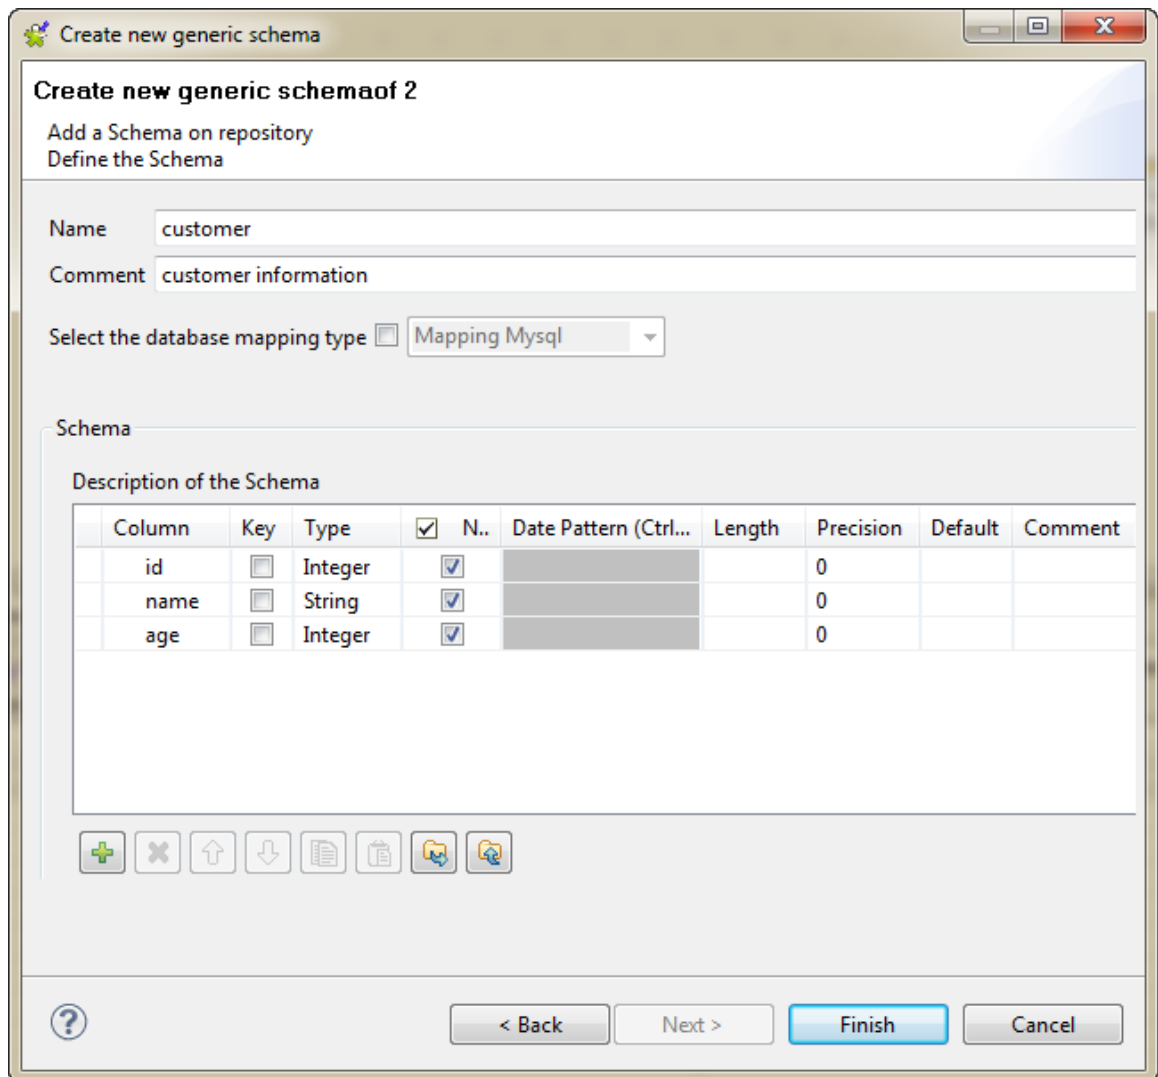 Create new generic schema
Create new generic schemaof 2
Add a Schema on repository
Define the Schema
Name customer
Comment customer information
Select the database mapping type Mapping Mysql
Schema
Description of the Schema
Column Key Type N.. Date Pattern (Ctrl... Length Precision Default Comment
id Integer 0
name String 0
age Integer 0
? < Back Next > Finish Cancel